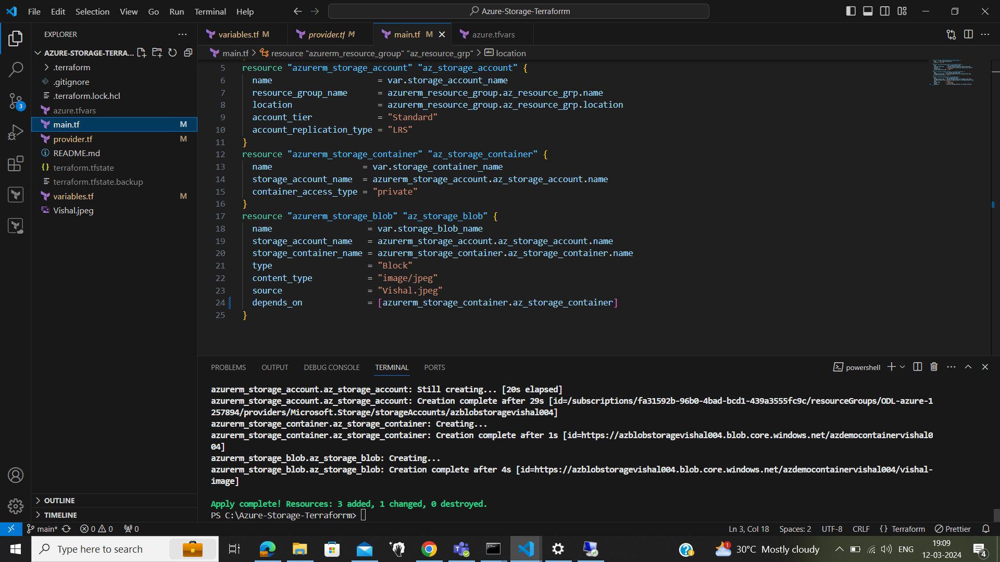 File Edit Selection View Go Run Terminal Help
Azure-Storage-Terraforrm
EXPLORER
AZURE-STORAGE-TERRA...
.terraform
.gitignore
.terraform.lock.hcl
azure.tfvars
main.tf M
provider.tf M
README.md
terraform.tfstate
terraform.tfstate.backup
variables.tf M
Vishal.jpeg
OUTLINE
TIMELINE
3
variables.tf M provider.tf M main.tf M azure.tfvars
main.tf > resource "azurerm_resource_group" "az_resource_grp" > location
5 resource "azurerm_storage_account" "az_storage_account" {
6 name = var.storage_account_name
7 resource_group_name = azurerm_resource_group.az_resource_grp.name
8 location = azurerm_resource_group.az_resource_grp.location
9 account_tier = "Standard"
10 account_replication_type = "LRS"
11 }
12 resource "azurerm_storage_container" "az_storage_container" {
13 name = var.storage_container_name
14 storage_account_name = azurerm_storage_account.az_storage_account.name
15 container_access_type = "private"
16 }
17 resource "azurerm_storage_blob" "az_storage_blob" {
18 name = var.storage_blob_name
19 storage_account_name = azurerm_storage_account.az_storage_account.name
20 storage_container_name = azurerm_storage_container.az_storage_container.name
21 type = "Block"
22 content_type = "image/jpeg"
23 source = "Vishal.jpeg"
24 depends_on = [azurerm_storage_container.az_storage_container]
25 }
PROBLEMS OUTPUT DEBUG CONSOLE TERMINAL PORTS
powershell
azurerm_storage_account.az_storage_account: Still creating... [20s elapsed]
azurerm_storage_account.az_storage_account: Creation complete after 29s [id=/subscriptions/fa31592b-96b0-4bad-bcd1-439a3555fc9c/resourceGroups/ODL-azure-1
257894/providers/Microsoft.Storage/storageAccounts/azblobstoragevishal004]
azurerm_storage_container.az_storage_container: Creating...
azurerm_storage_container.az_storage_container: Creation complete after 1s [id=https://azblobstoragevishal004.blob.core.windows.net/azdemocontainervishal0
04]
azurerm_storage_blob.az_storage_blob: Creating...
azurerm_storage_blob.az_storage_blob: Creation complete after 4s [id=https://azblobstoragevishal004.blob.core.windows.net/azdemocontainervishal004/vishal-
image]
Apply complete! Resources: 3 added, 1 changed, 0 destroyed.
PS C:\Azure-Storage-Terraforrm>
main* 0 0 0 Ln 3, Col 18 Spaces: 2 UTF-8 CRLF {} Terraform Prettier
Type here to search
1 30°C Mostly cloudy ENG
19:09
12-03-2024
4